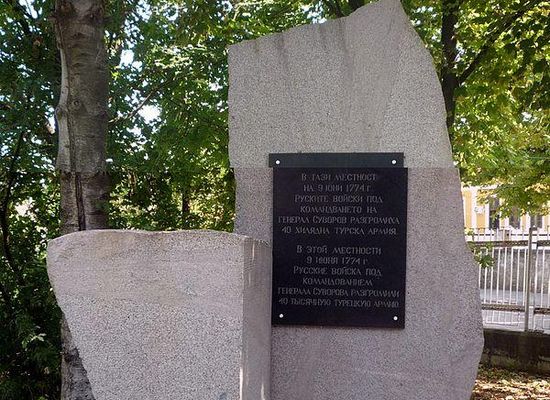 В ТАЗИ МЕСТНОСТ
НА 9 ЮНИ 1774 Г.
РУСКИТЕ ВОЙСКИ ПОД
КОМАНДВАНЕТО НА
ГЕНЕРАЛ СУВОРОВ РАЗГРОМИХА
40 ХИЛЯДНА ТУРСКА АРМИЯ.
В ЭТОЙ МЕСТНОСТИ
9 ИЮНЯ 1774 Г.
РУССКИЕ ВОЙСКА ПОД
КОМАНДОВАНИЕМ
ГЕНЕРАЛА СУВОРОВА РАЗГРОМИЛИ
40 ТЫСЯЧНУЮ ТУРЕЦКУЮ АРМИЮ